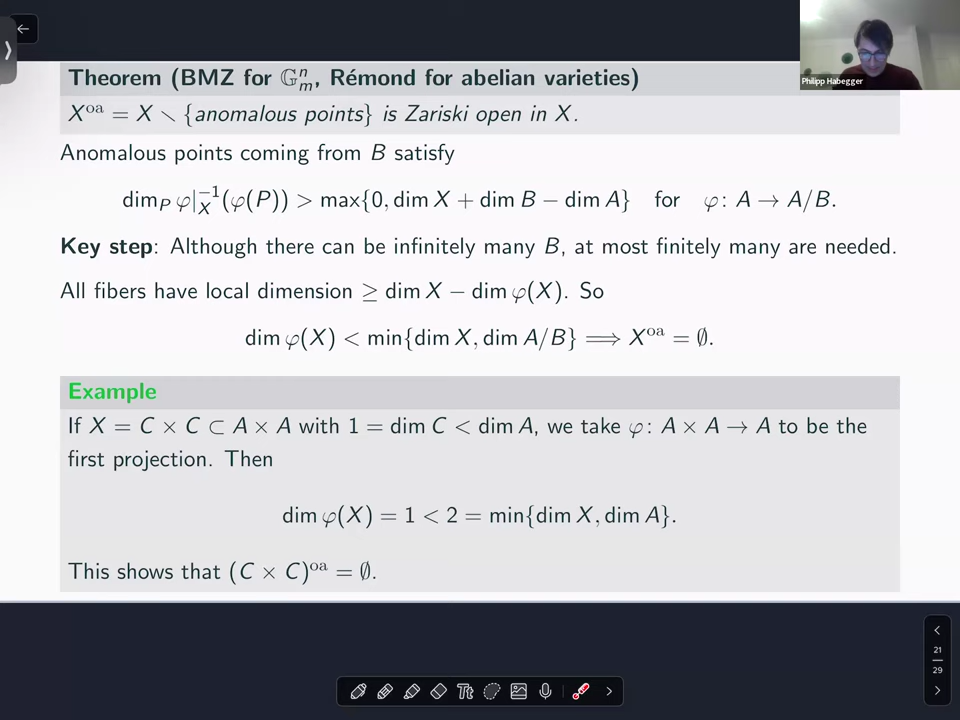 Philipp Habegger
Theorem (BMZ for 𝔾ₘⁿ, Rémond for abelian varieties)
X^oa = X ∖ {anomalous points} is Zariski open in X.
Anomalous points coming from B satisfy
dim_P φ|_X^{-1}(φ(P)) > max{0, dim X + dim B − dim A} for φ: A → A/B.
Key step: Although there can be infinitely many B, at most finitely many are needed.
All fibers have local dimension ≥ dim X − dim φ(X). So
dim φ(X) < min{dim X, dim A/B} ⟹ X^oa = ∅.
Example
If X = C × C ⊂ A × A with 1 = dim C < dim A, we take φ: A × A → A to be the
first projection. Then
dim φ(X) = 1 < 2 = min{dim X, dim A}.
This shows that (C × C)^oa = ∅.
21
29
Tt